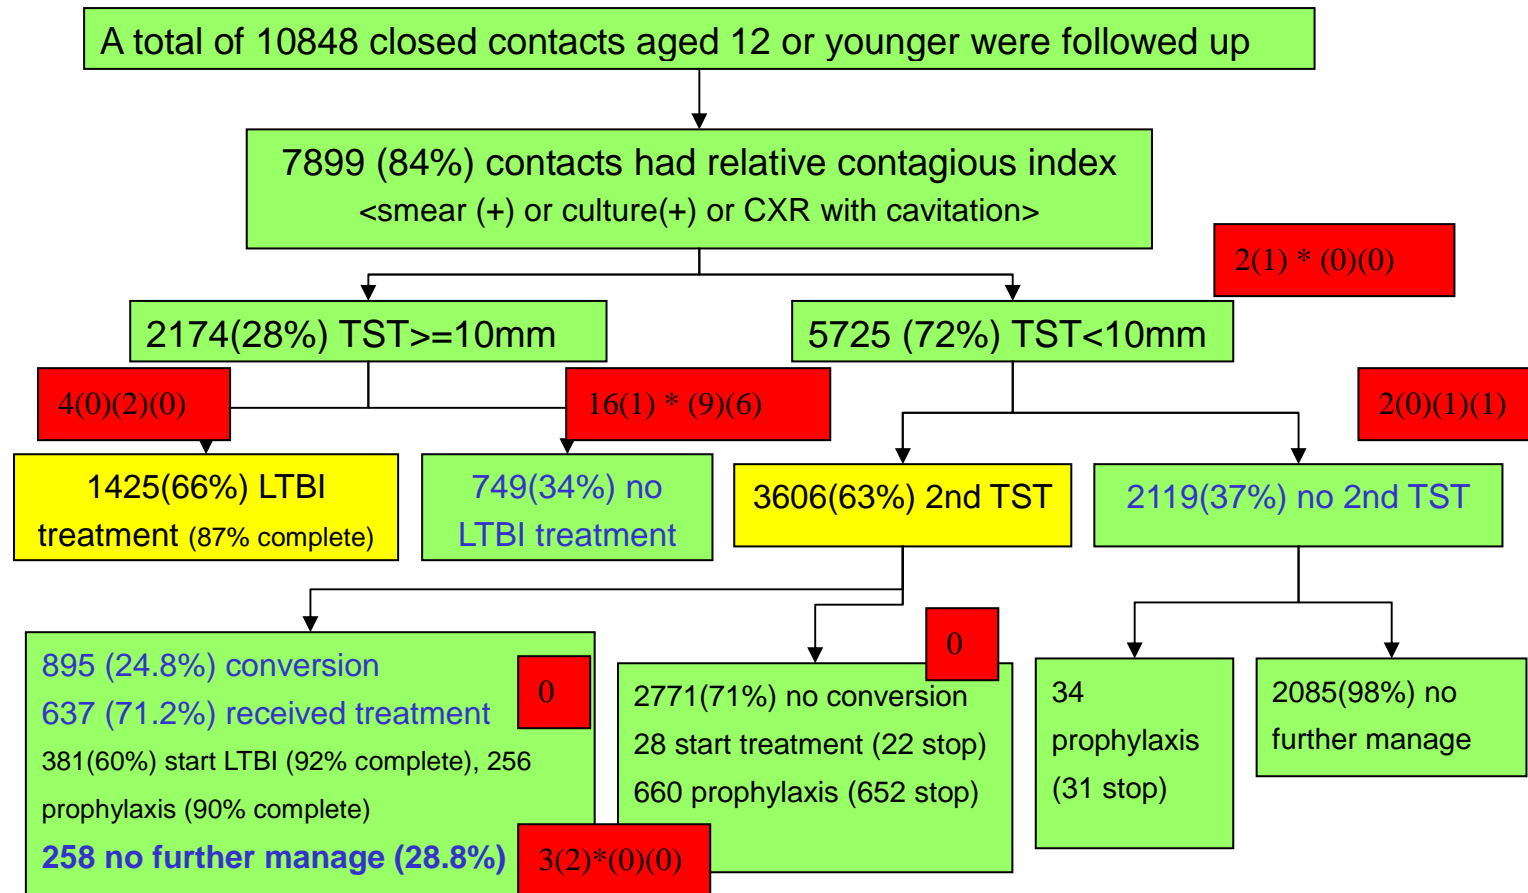 A total of 10848 closed contacts aged 12 or younger were followed up
7899 (84%) contacts had relative contagious index
<smear (+) or culture(+) or CXR with cavitation>
2(1) * (0)(0)
2174(28%) TST>=10mm
5725 (72%) TST<10mm
4(0)(2)(0)
16(1) * (9)(6)
2(0)(1)(1)
1425(66%) LTBI
treatment (87% complete)
749(34%) no
LTBI treatment
3606(63%) 2nd TST
2119(37%) no 2nd TST
895 (24.8%) conversion
637 (71.2%) received treatment
381(60%) start LTBI (92% complete), 256
prophylaxis (90% complete)
258 no further manage (28.8%)
0
3(2)*(0)(0)
0
2771(71%) no conversion
28 start treatment (22 stop)
660 prophylaxis (652 stop)
34
prophylaxis
(31 stop)
2085(98%) no
further manage